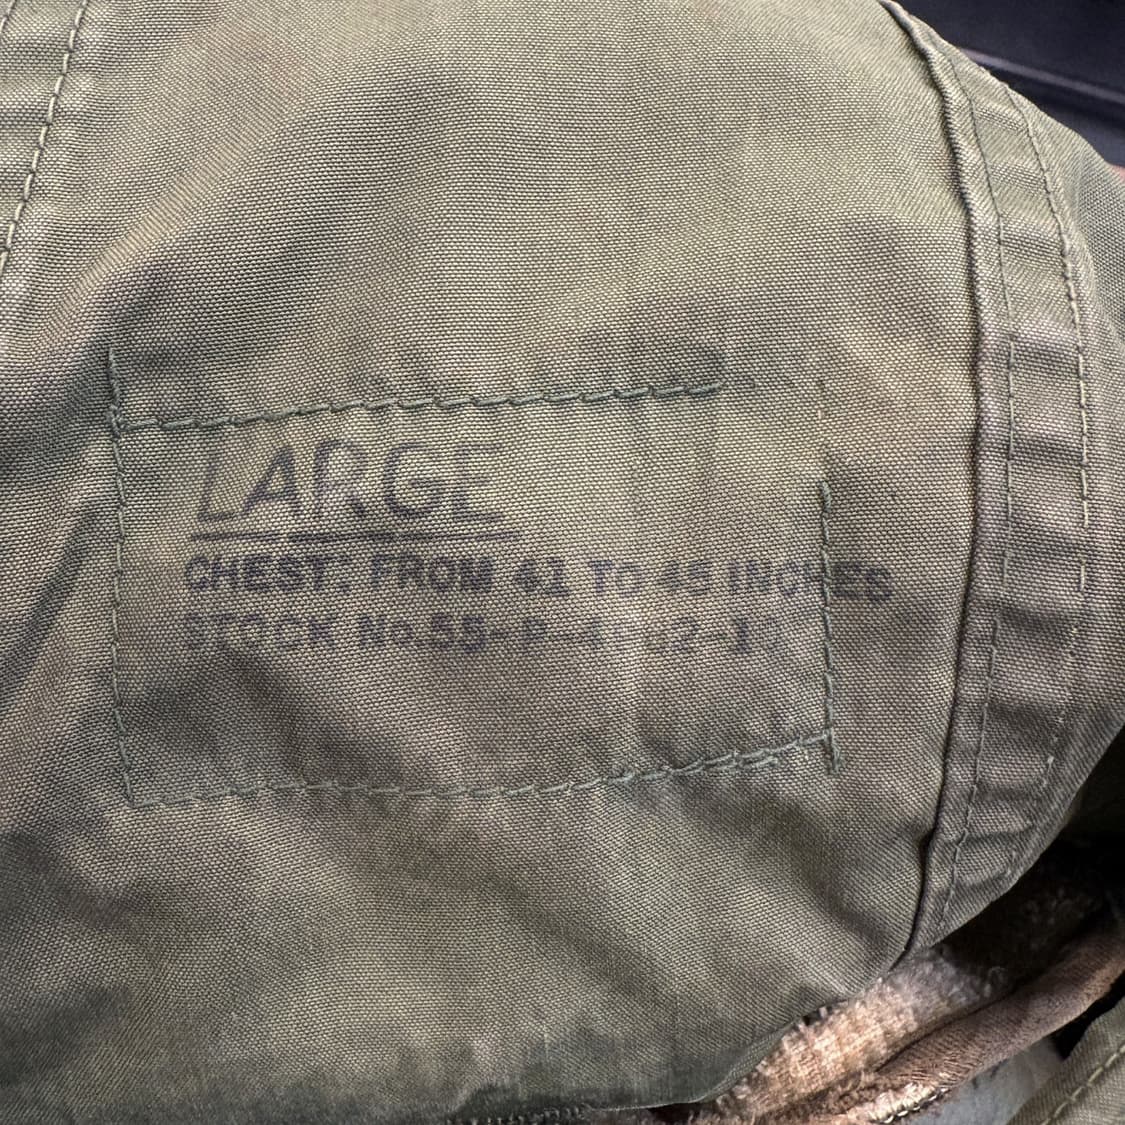 LARGE
CHEST: FROM 41 TO 45 INCHES
STOCK No.55-